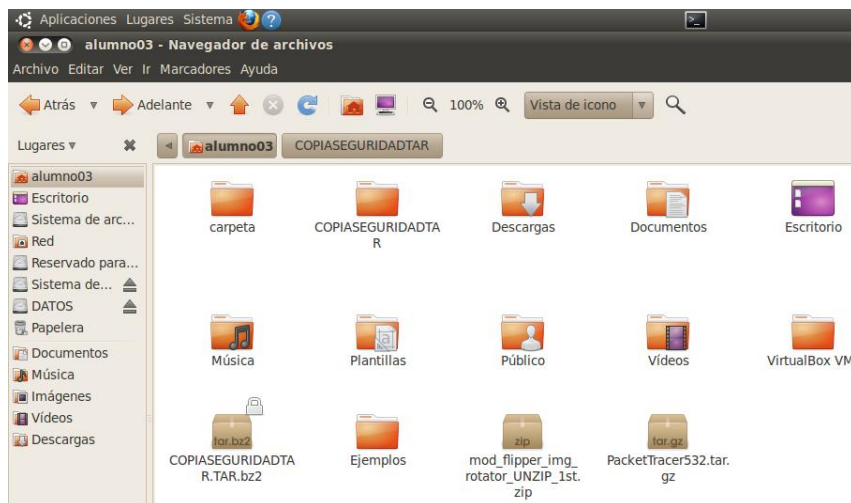 Aplicaciones Lugares Sistema
alumno03 - Navegador de archivos
Archivo Editar Ver Ir Marcadores Ayuda
Atrás Adelante 100% Vista de icono
Lugares alumno03 COPIASEGURIDADTAR
alumno03
Escritorio
Sistema de arc...
Red
Reservado para...
Sistema de...
DATOS
Papelera
Documentos
Música
Imágenes
Vídeos
Descargas
carpeta
COPIASEGURIDADTA
R
Descargas
Documentos
Escritorio
Música
Plantillas
Público
Vídeos
VirtualBox VM
tar.bz2
COPIASEGURIDADTA
R.TAR.bz2
Ejemplos
zip
mod_flipper_img_
rotator_UNZIP_1st.
zip
tar.gz
PacketTracer532.tar.
gz